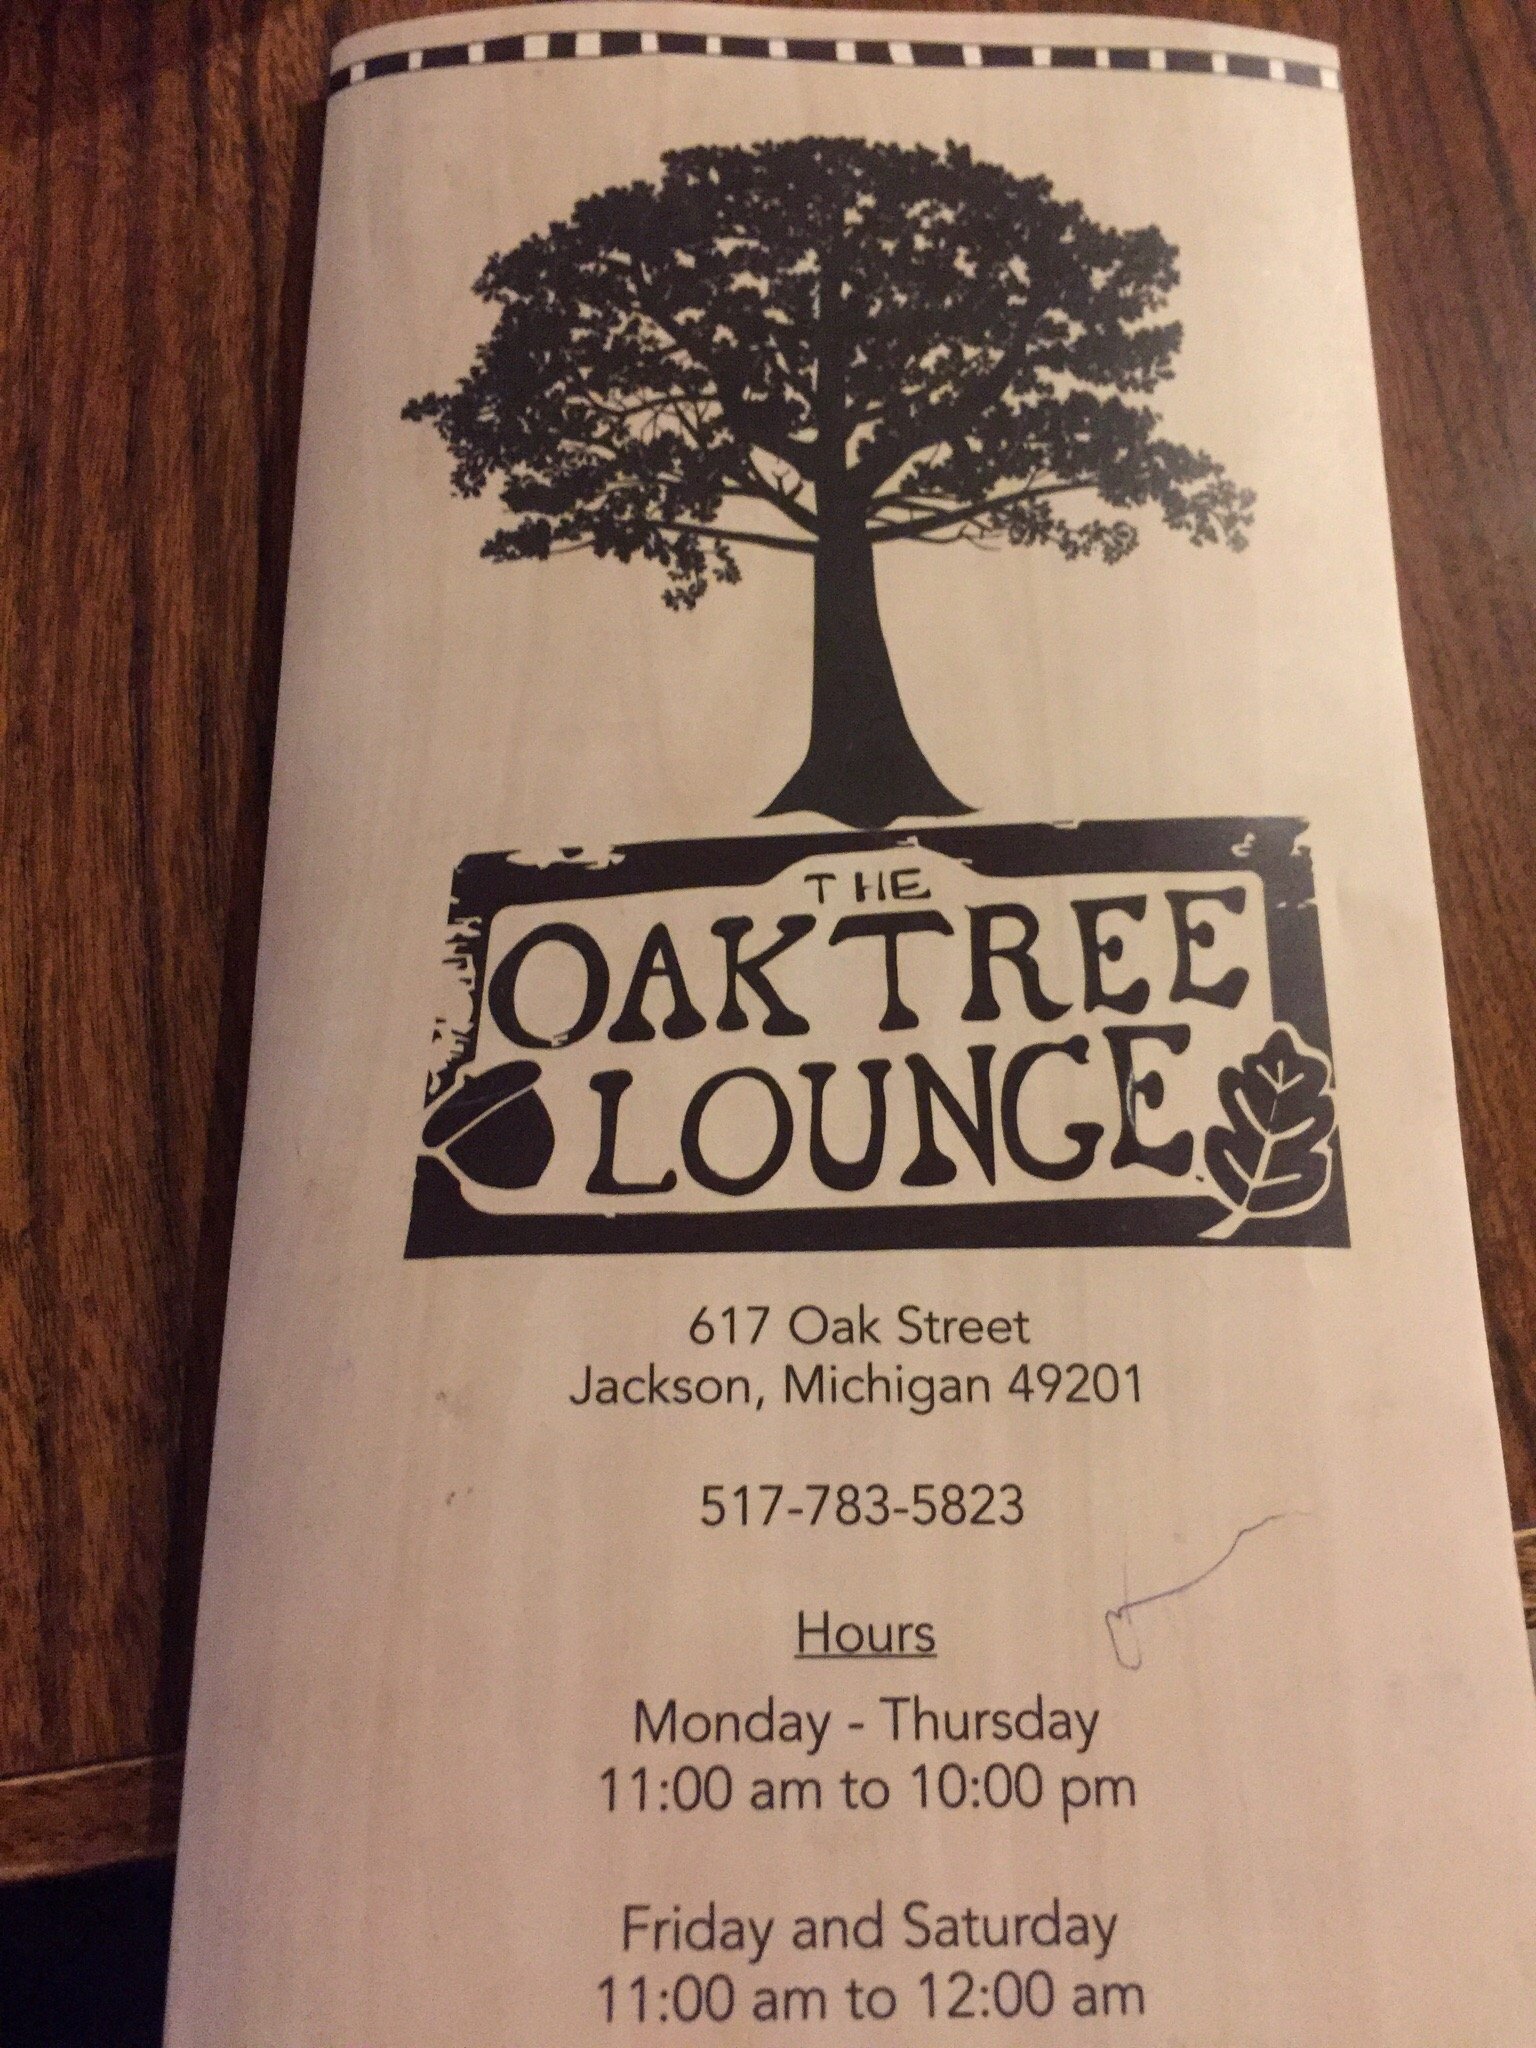 THE
OAKTREE
LOUNGE
617 Oak Street
Jackson, Michigan 49201
517-783-5823
Hours
Monday - Thursday
11:00 am to 10:00 pm
Friday and Saturday
11:00 am to 12:00 am